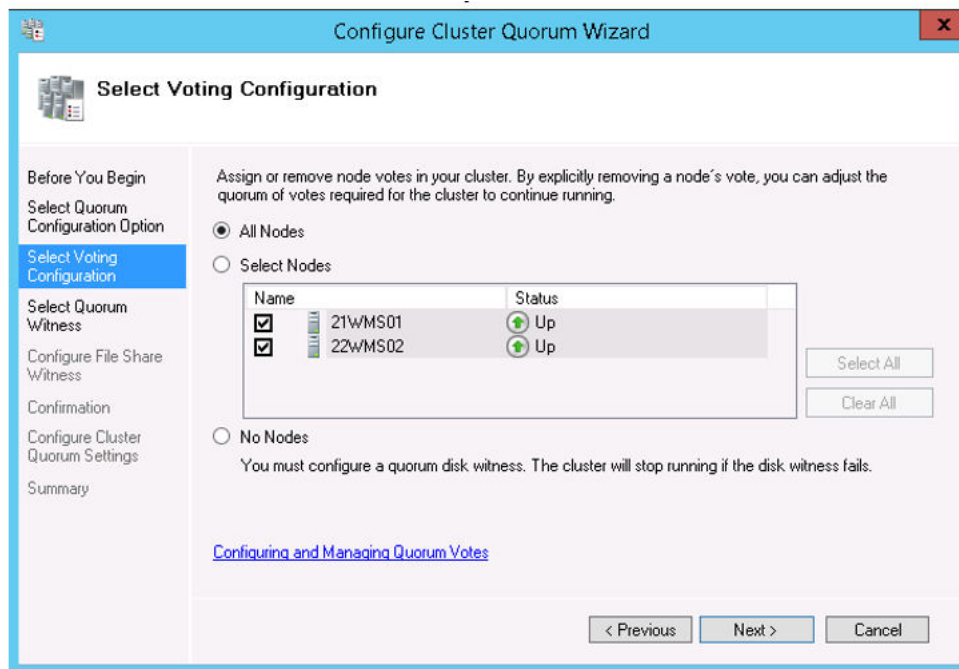 Configure Cluster Quorum Wizard
x
Select Voting Configuration
Before You Begin
Select Quorum
Configuration Option
Select Voting
Configuration
Select Quorum
Witness
Configure File Share
Witness
Confirmation
Configure Cluster
Quorum Settings
Summary
Assign or remove node votes in your cluster. By explicitly removing a node's vote, you can adjust the
quorum of votes required for the cluster to continue running.
All Nodes
Select Nodes
Name Status
21WMS01 Up
22WMS02 Up
Select All
Clear All
No Nodes
You must configure a quorum disk witness. The cluster will stop running if the disk witness fails.
Configuring and Managing Quorum Votes
< Previous Next > Cancel